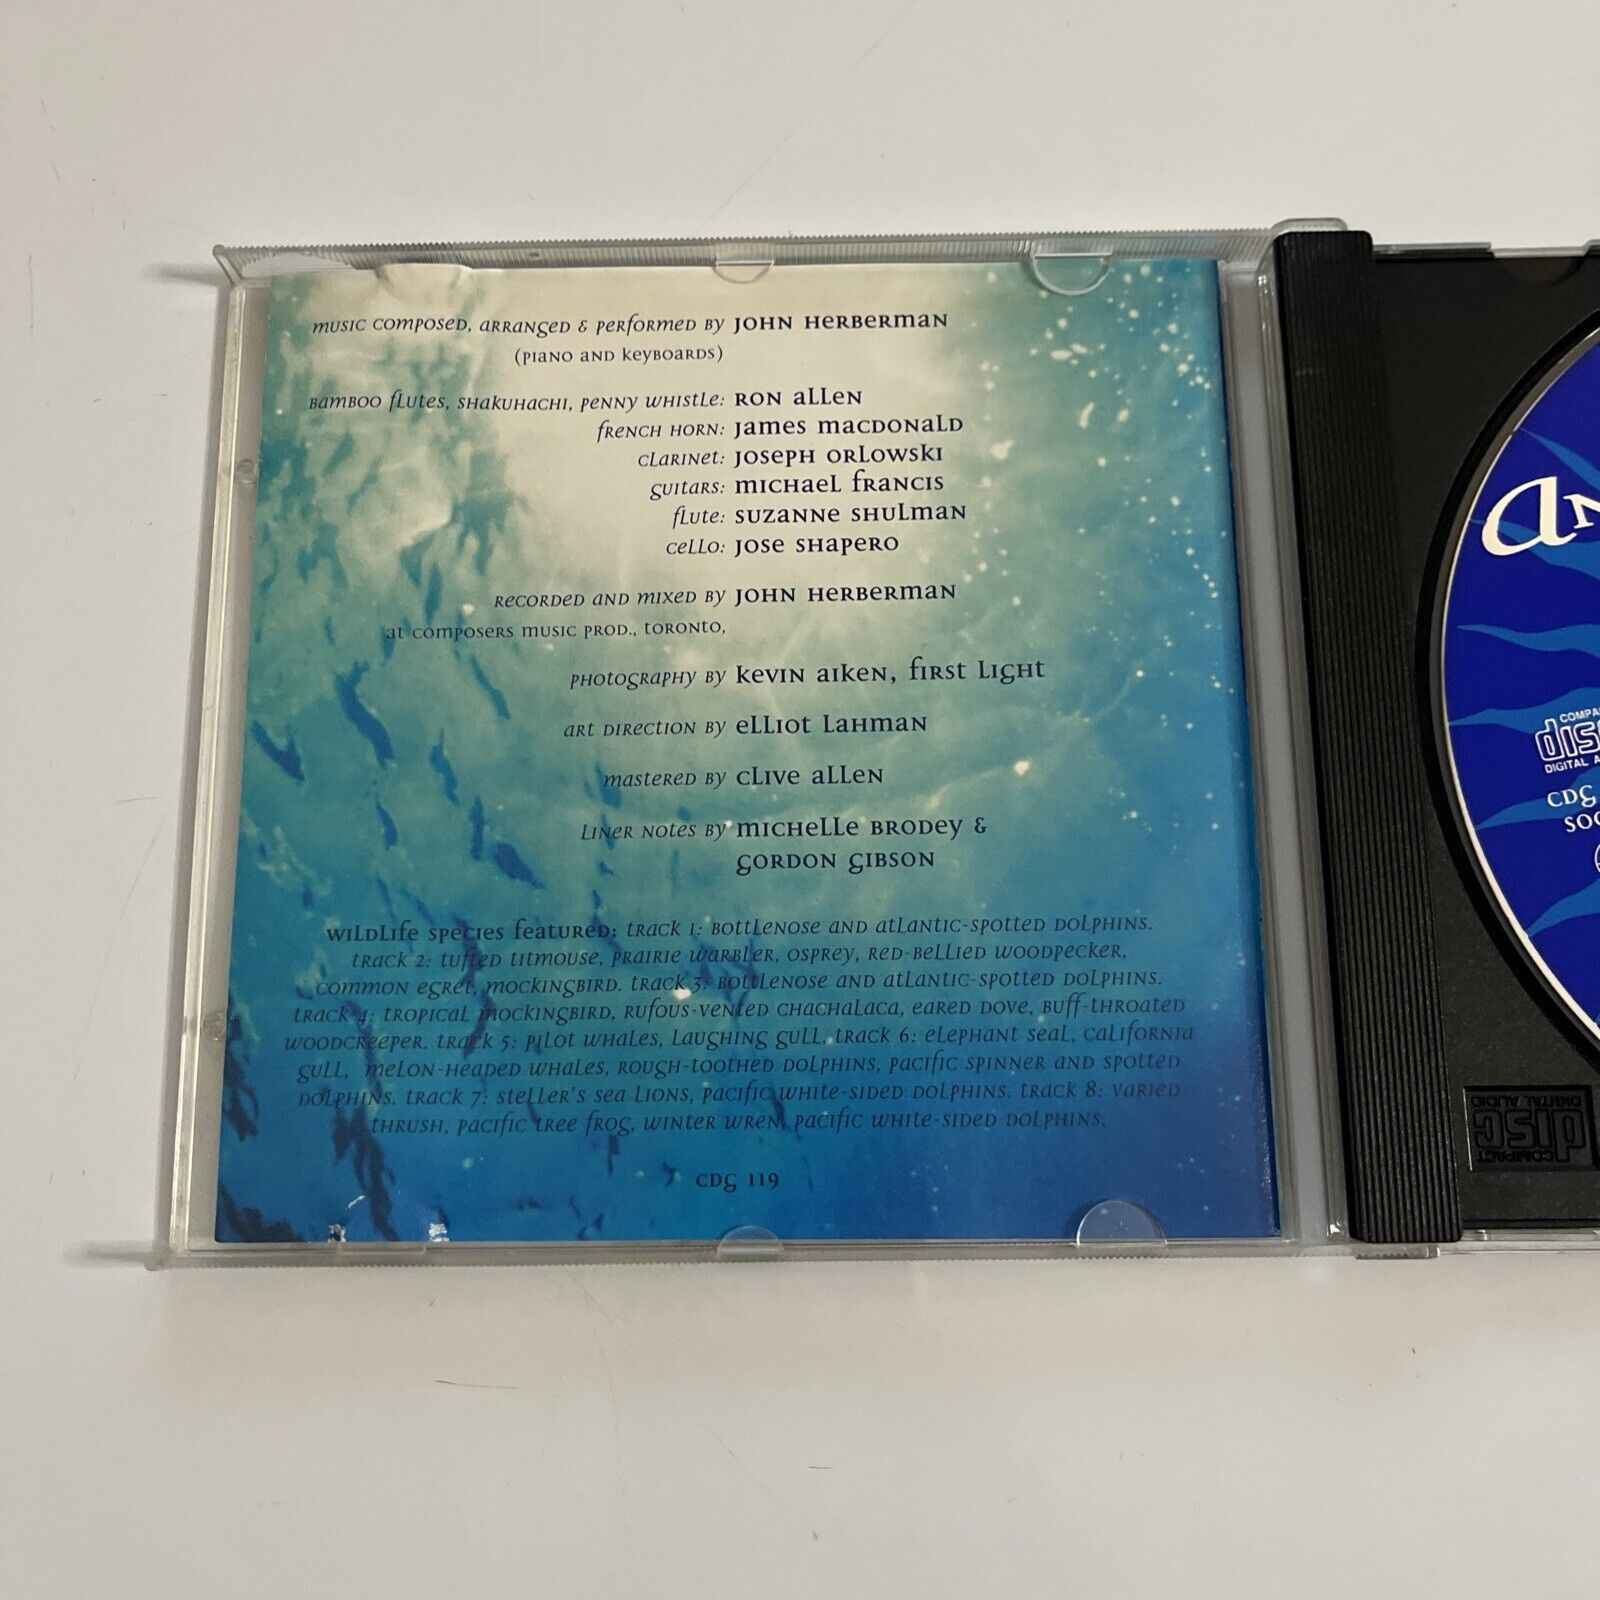 music composed, arranged & performed by John Herberman
(piano and keyboards)
bamboo flutes, shakuhachi, penny whistle: Ron Allen
french horn: James Macdonald
clarinet: Joseph Orlowski
guitars: Michael Francis
flute: Suzanne Shulman
cello: Jose Shapero
recorded and mixed by John Herberman
at composers music prod., toronto,
photography by Kevin Aiken, First Light
art direction by Elliot Lahman
mastered by Clive Allen
liner notes by Michelle Brodey &
Gordon Gibson
wildlife species featured: track 1: bottlenose and atlantic-spotted dolphins.
track 2: tufted titmouse, prairie warbler, osprey, red-bellied woodpecker,
common egret, mockingbird. track 3: bottlenose and atlantic-spotted dolphins.
track 4: tropical mockingbird, rufous-vented chachalaca, eared dove, buff-throated
woodcreeper. track 5: pilot whales, laughing gull. track 6: elephant seal, california
gull, melon-headed whales, rough-toothed dolphins, pacific spinner and spotted
dolphins. track 7: steller's sea lions, pacific white-sided dolphins. track 8: varied
thrush, pacific tree frog, winter wren, pacific white-sided dolphins.
CDG 119
An
COMPA
disc
DIGITAL A
CDG
SOC
COMPACT
disc
DIGITAL AUDIO